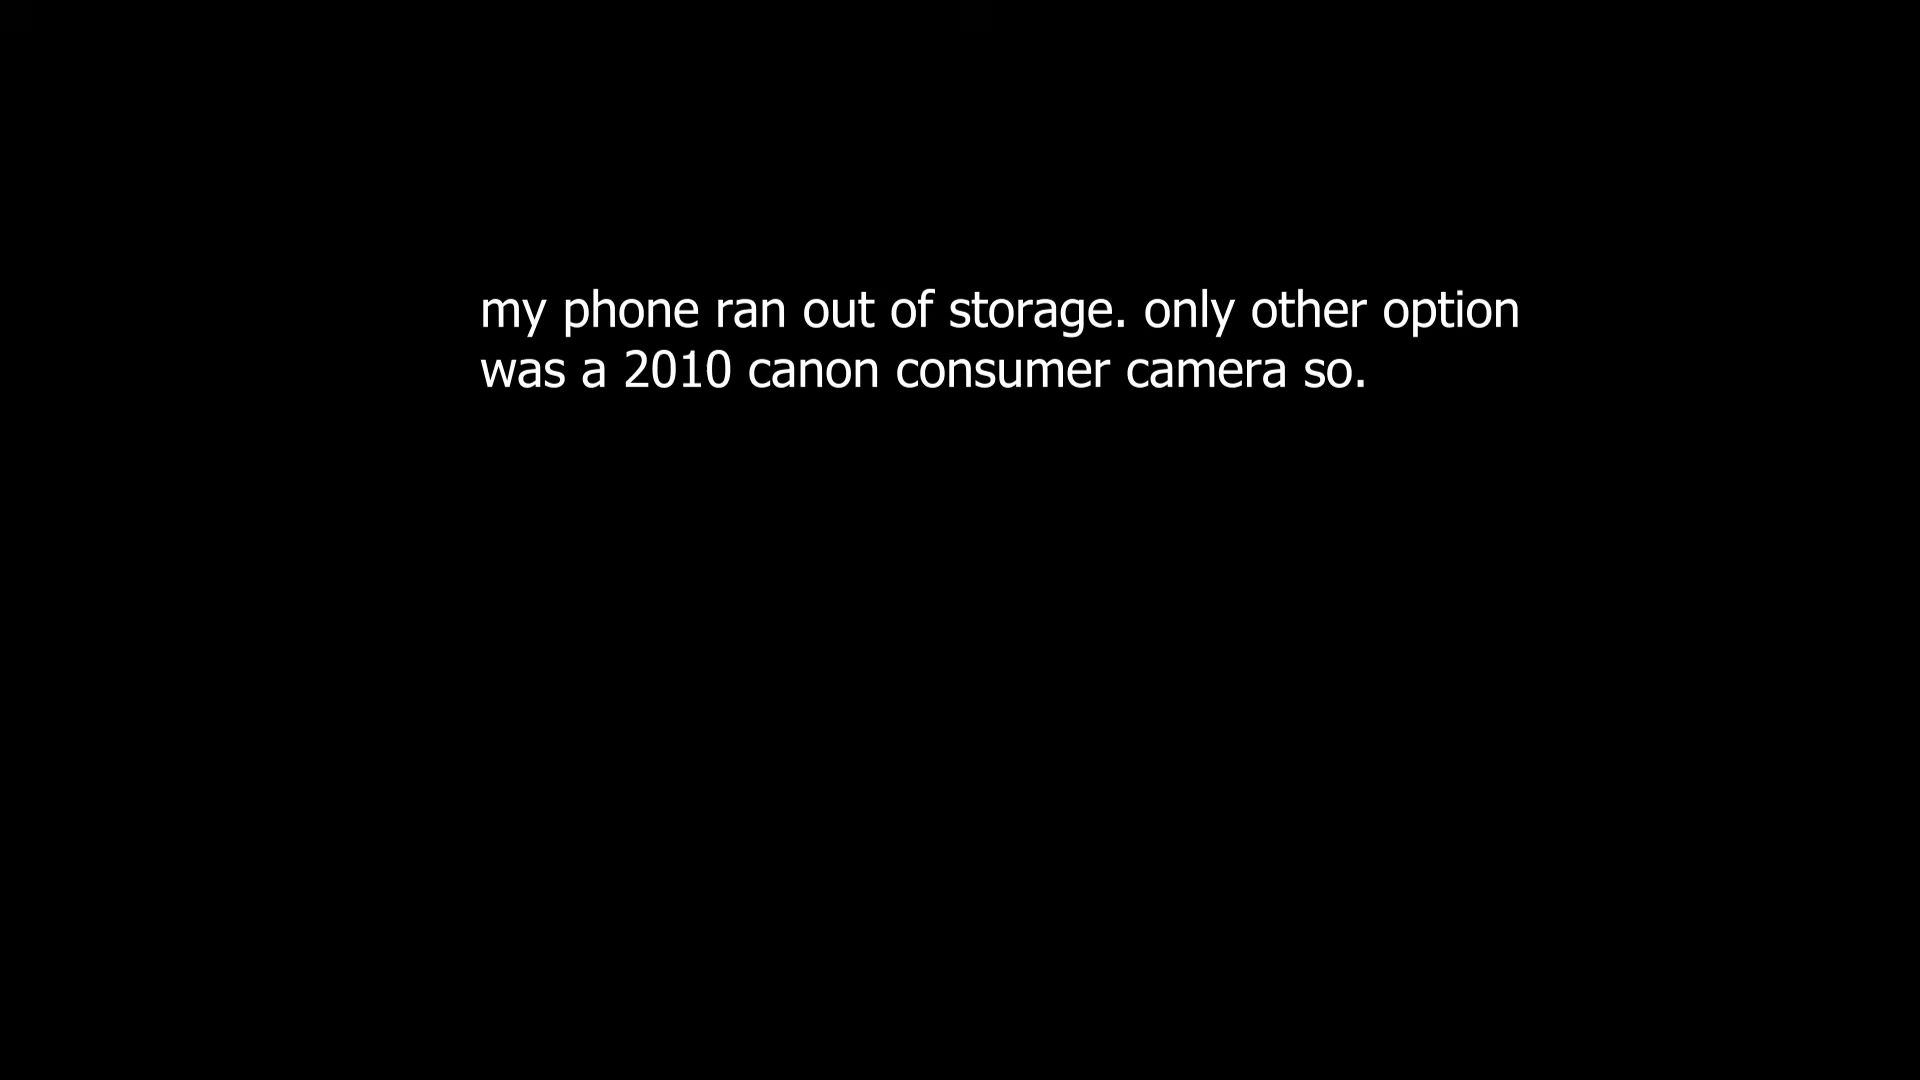 my phone ran out of storage. only other option
was a 2010 canon consumer camera so.